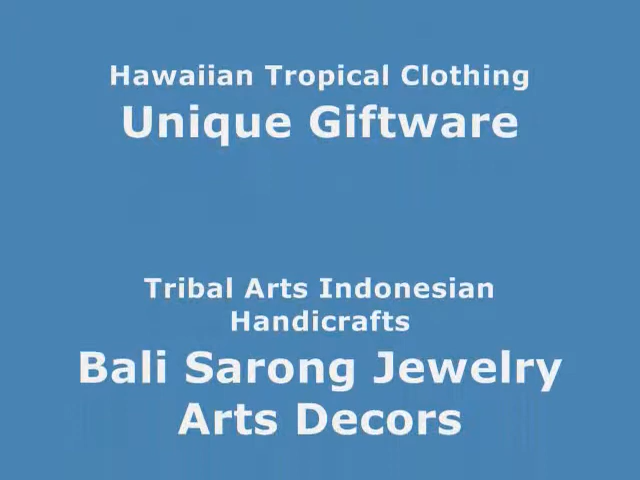 Hawaiian Tropical Clothing
Unique Giftware
Tribal Arts Indonesian
Handicrafts
Bali Sarong Jewelry
Arts Decors